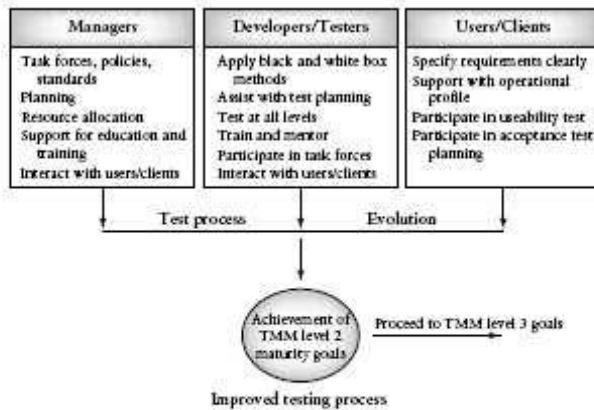 Managers
Task forces, policies,
standards
Planning
Resource allocation
Support for education and
training
Interact with users/clients
Developers/Testers
Apply black and white box
methods
Assist with test planning
Test at all levels
Train and mentor
Participate in task forces
Interact with users/clients
Users/Clients
Specify requirements clearly
Support with operational
profile
Participate in useability test
Participate in acceptance test
planning
Test process
Evolution
Achievement of
TMM level 2
maturity goals
Proceed to TMM level 3 goals
Improved testing process